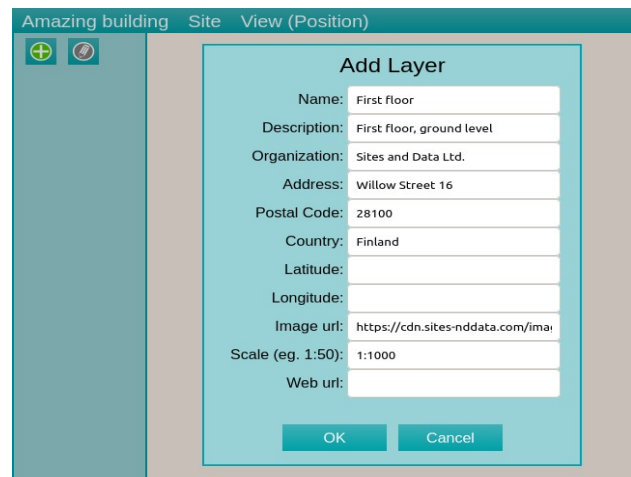 Amazing building Site View (Position)
Add Layer
Name: First floor
Description: First floor, ground level
Organization: Sites and Data Ltd.
Address: Willow Street 16
Postal Code: 28100
Country: Finland
Latitude:
Longitude:
Image url: https://cdn.sites-nddata.com/ima
Scale (eg. 1:50): 1:1000
Web url:
OK Cancel